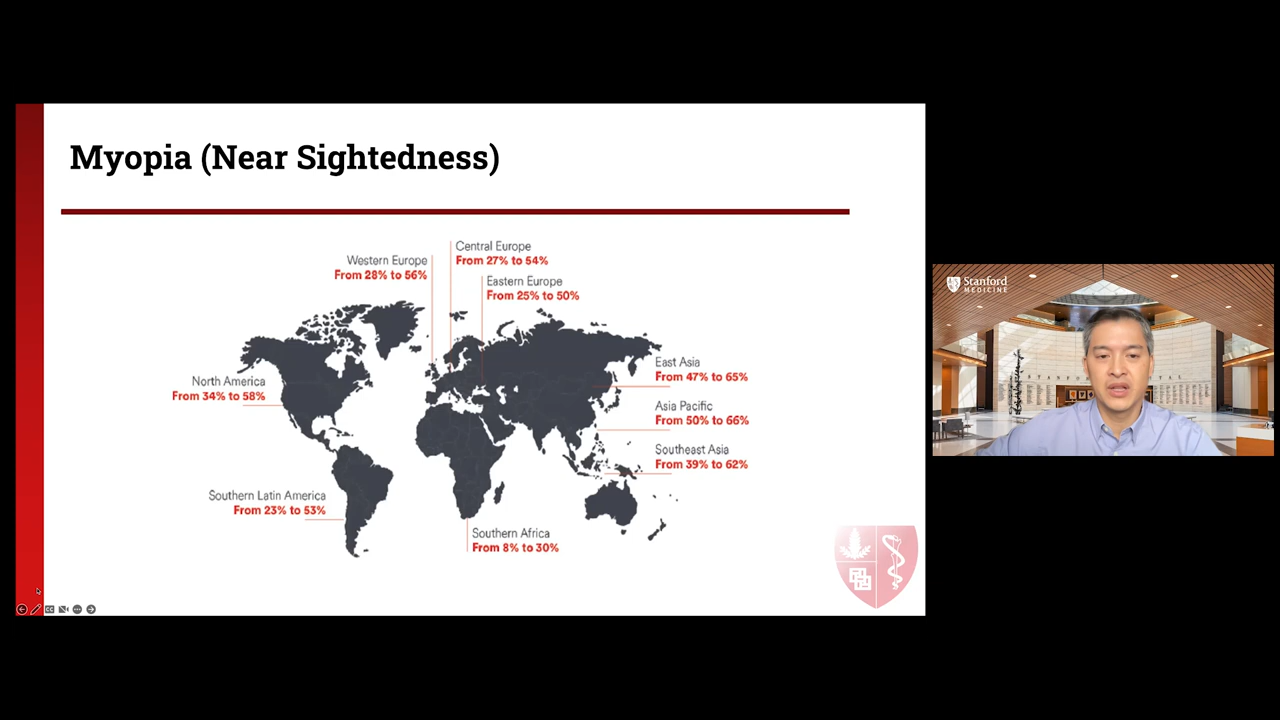 Myopia (Near Sightedness)
Central Europe
From 27% to 54%
Western Europe
From 28% to 56%
Eastern Europe
From 25% to 50%
East Asia
From 47% to 65%
North America
From 34% to 58%
Asia Pacific
From 50% to 66%
Southeast Asia
From 39% to 62%
Southern Latin America
From 23% to 53%
Southern Africa
From 8% to 30%
CC
Stanford
MEDICINE